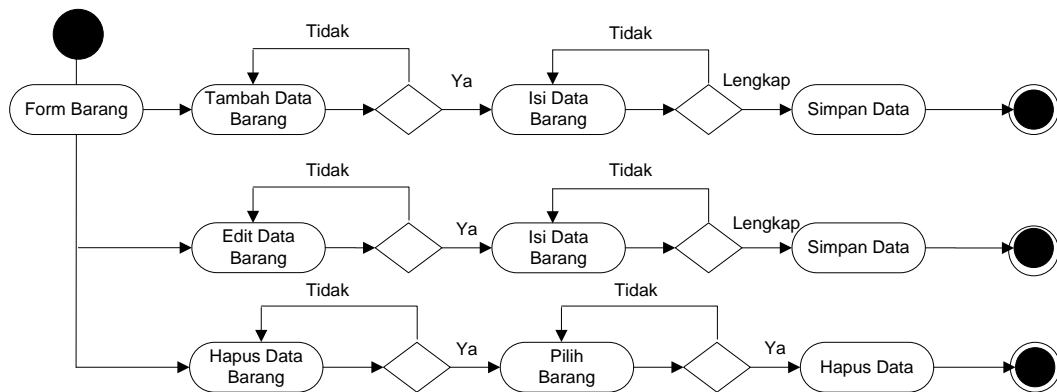 Tidak
Tidak
Form Barang
Tambah Data
Barang
Ya
Isi Data
Barang
Lengkap
Simpan Data
Tidak
Tidak
Edit Data
Barang
Ya
Isi Data
Barang
Lengkap
Simpan Data
Tidak
Tidak
Hapus Data
Barang
Ya
Pilih
Barang
Ya
Hapus Data